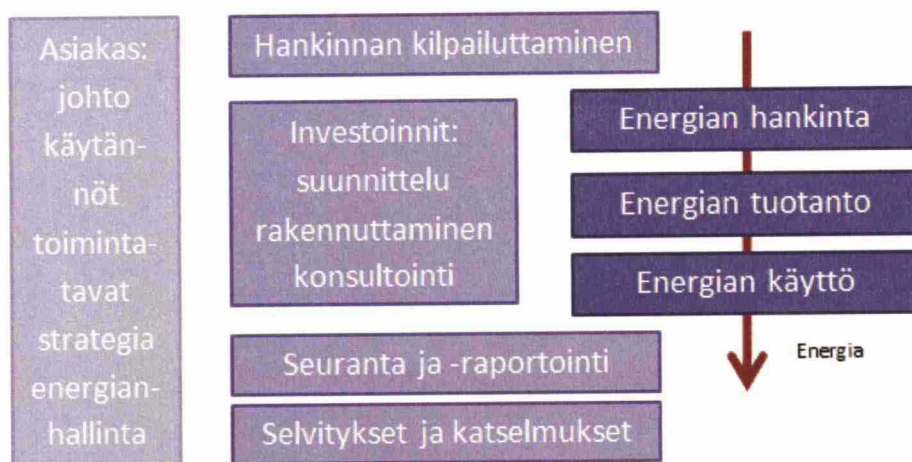 Asiakas:
johto
käytän-
nöt
toiminta-
tavat
strategia
energian-
hallinta
Hankinnan kilpailuttaminen
Investoinnit:
suunnittelu
rakennuttaminen
konsultointi
Seuranta ja -raportointi
Selvitykset ja katselmukset
Energian hankinta
Energian tuotanto
Energian käyttö
Energia